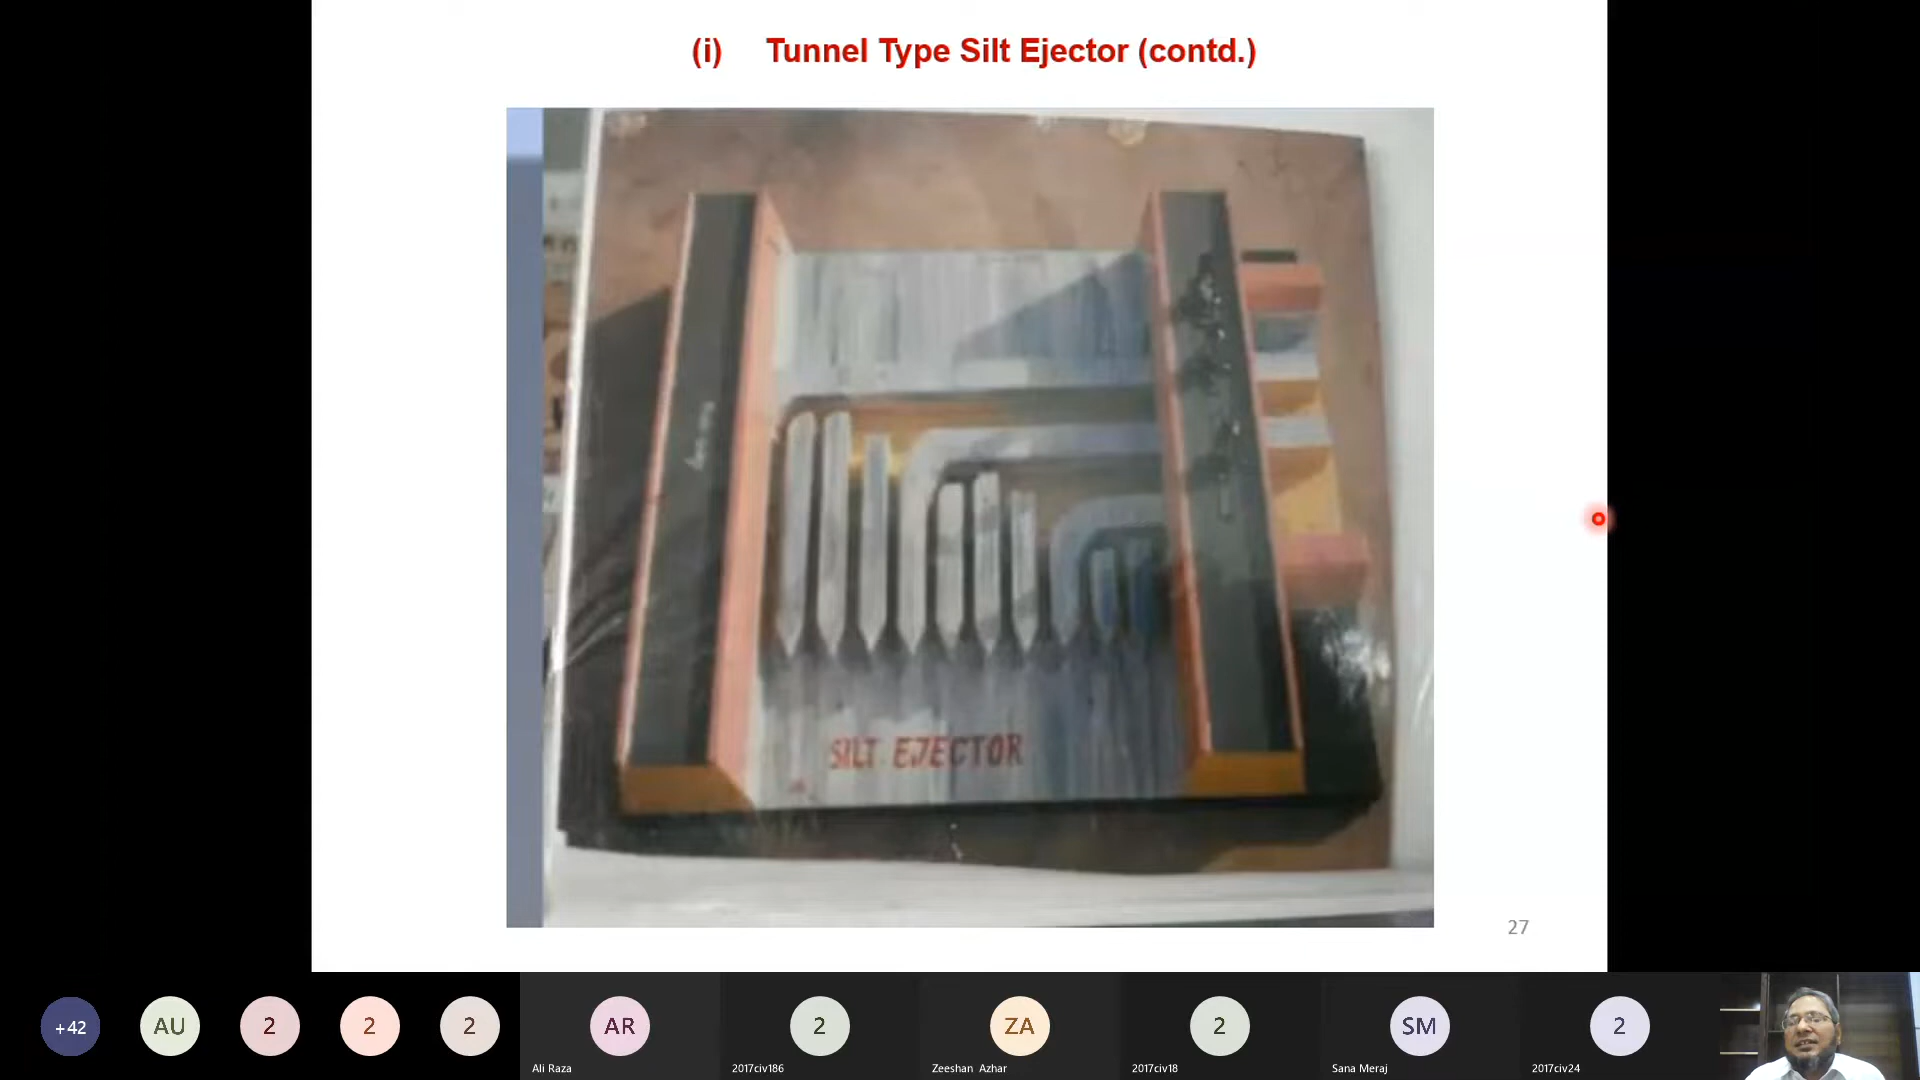 (i) Tunnel Type Silt Ejector (contd.)
SILT EJECTOR
27
+42
AU
2
2
2
AR
2
ZA
2
SM
2
Ali Raza
2017civ186
Zeeshan Azhar
2017civ18
Sana Meraj
2017civ24